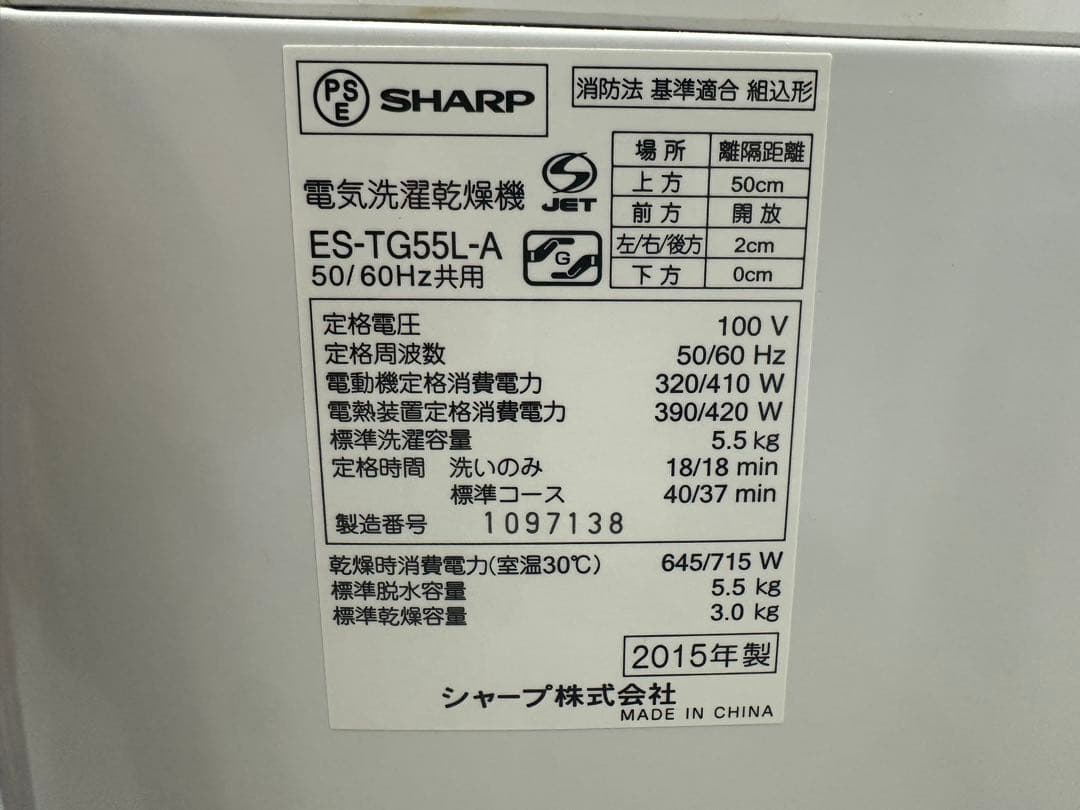 PSE SHARP
消防法 基準適合 組込形
場所 離隔距離
上方 50cm
前方 開放
左/右/後方 2cm
下方 0cm
電気洗濯乾燥機
S JET
ES-TG55L-A
G
50/60Hz共用
定格電圧 100 V
定格周波数 50/60 Hz
電動機定格消費電力 320/410 W
電熱装置定格消費電力 390/420 W
標準洗濯容量 5.5 kg
定格時間 洗いのみ 18/18 min
標準コース 40/37 min
製造番号 1097138
乾燥時消費電力(室温30℃) 645/715 W
標準脱水容量 5.5 kg
標準乾燥容量 3.0 kg
2015年製
シャープ株式会社
MADE IN CHINA